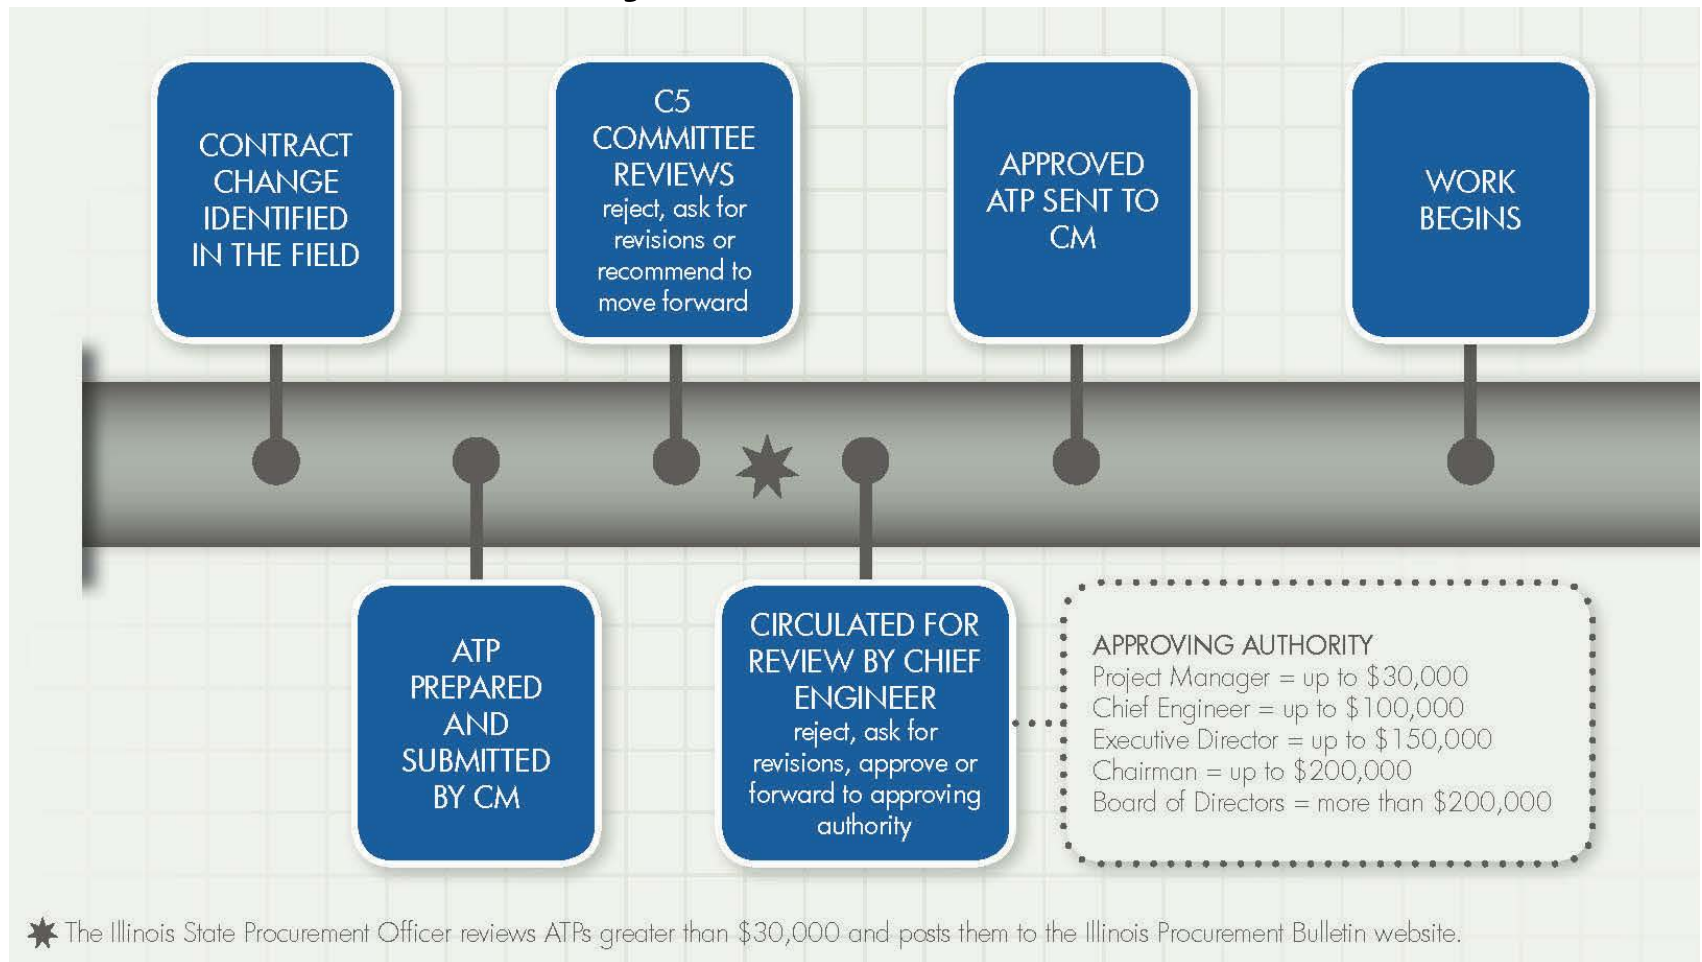 CONTRACT
CHANGE
IDENTIFIED
IN THE FIELD
ATP
PREPARED
AND
SUBMITTED
BY CM
C5
COMMITTEE
REVIEWS
reject, ask for
revisions or
recommend to
move forward
CIRCULATED FOR
REVIEW BY CHIEF
ENGINEER
reject, ask for
revisions, approve or
forward to approving
authority
APPROVING AUTHORITY
Project Manager = up to $30,000
Chief Engineer = up to $100,000
Executive Director = up to $150,000
Chairman = up to $200,000
Board of Directors = more than $200,000
APPROVED
ATP SENT TO
CM
WORK
BEGINS
The Illinois State Procurement Officer reviews ATPs greater than $30,000 and posts them to the Illinois Procurement Bulletin website.